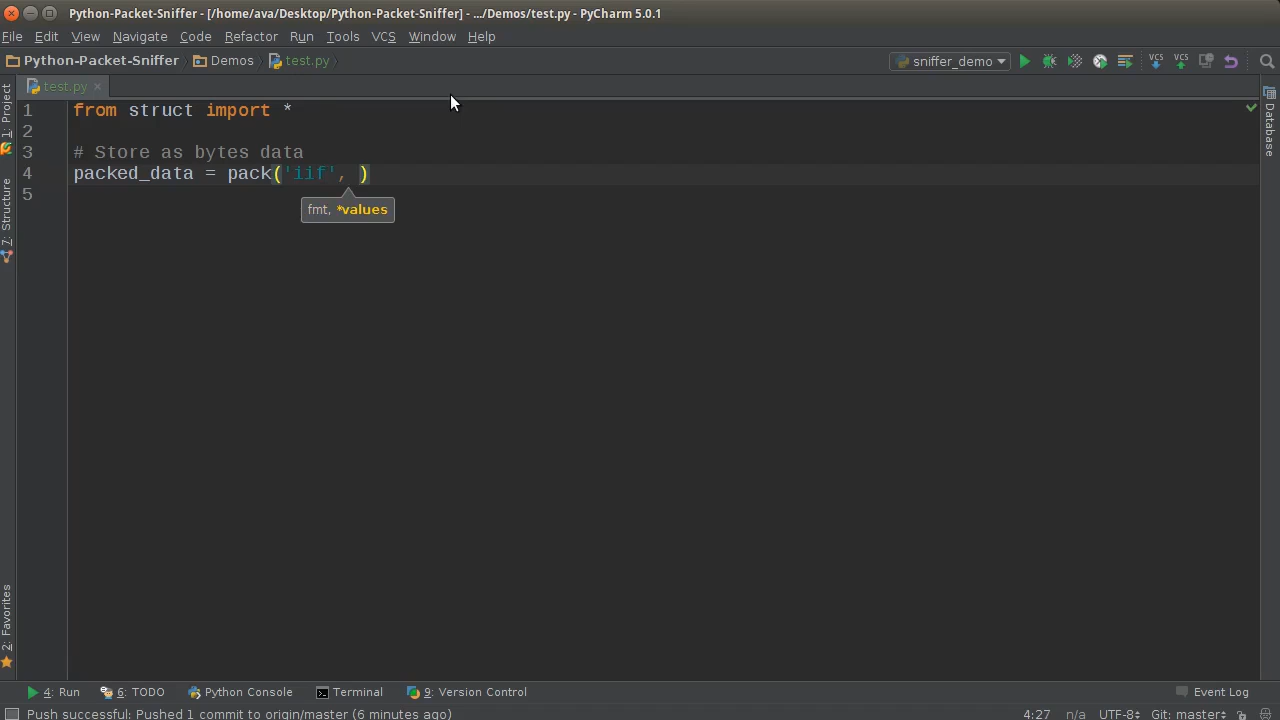 Python-Packet-Sniffer - [/home/ava/Desktop/Python-Packet-Sniffer] - .../Demos/test.py - PyCharm 5.0.1
File Edit View Navigate Code Refactor Run Tools VCS Window Help
Python-Packet-Sniffer Demos test.py sniffer_demo VCS VCS
1: Project
7: Structure
2: Favorites
test.py
Database
1 from struct import *
2
3 # Store as bytes data
4 packed_data = pack('iif', )
5
fmt, *values
4: Run 6: TODO Python Console Terminal 9: Version Control Event Log
Push successful: Pushed 1 commit to origin/master (6 minutes ago) 4:27 n/a UTF-8 Git: master